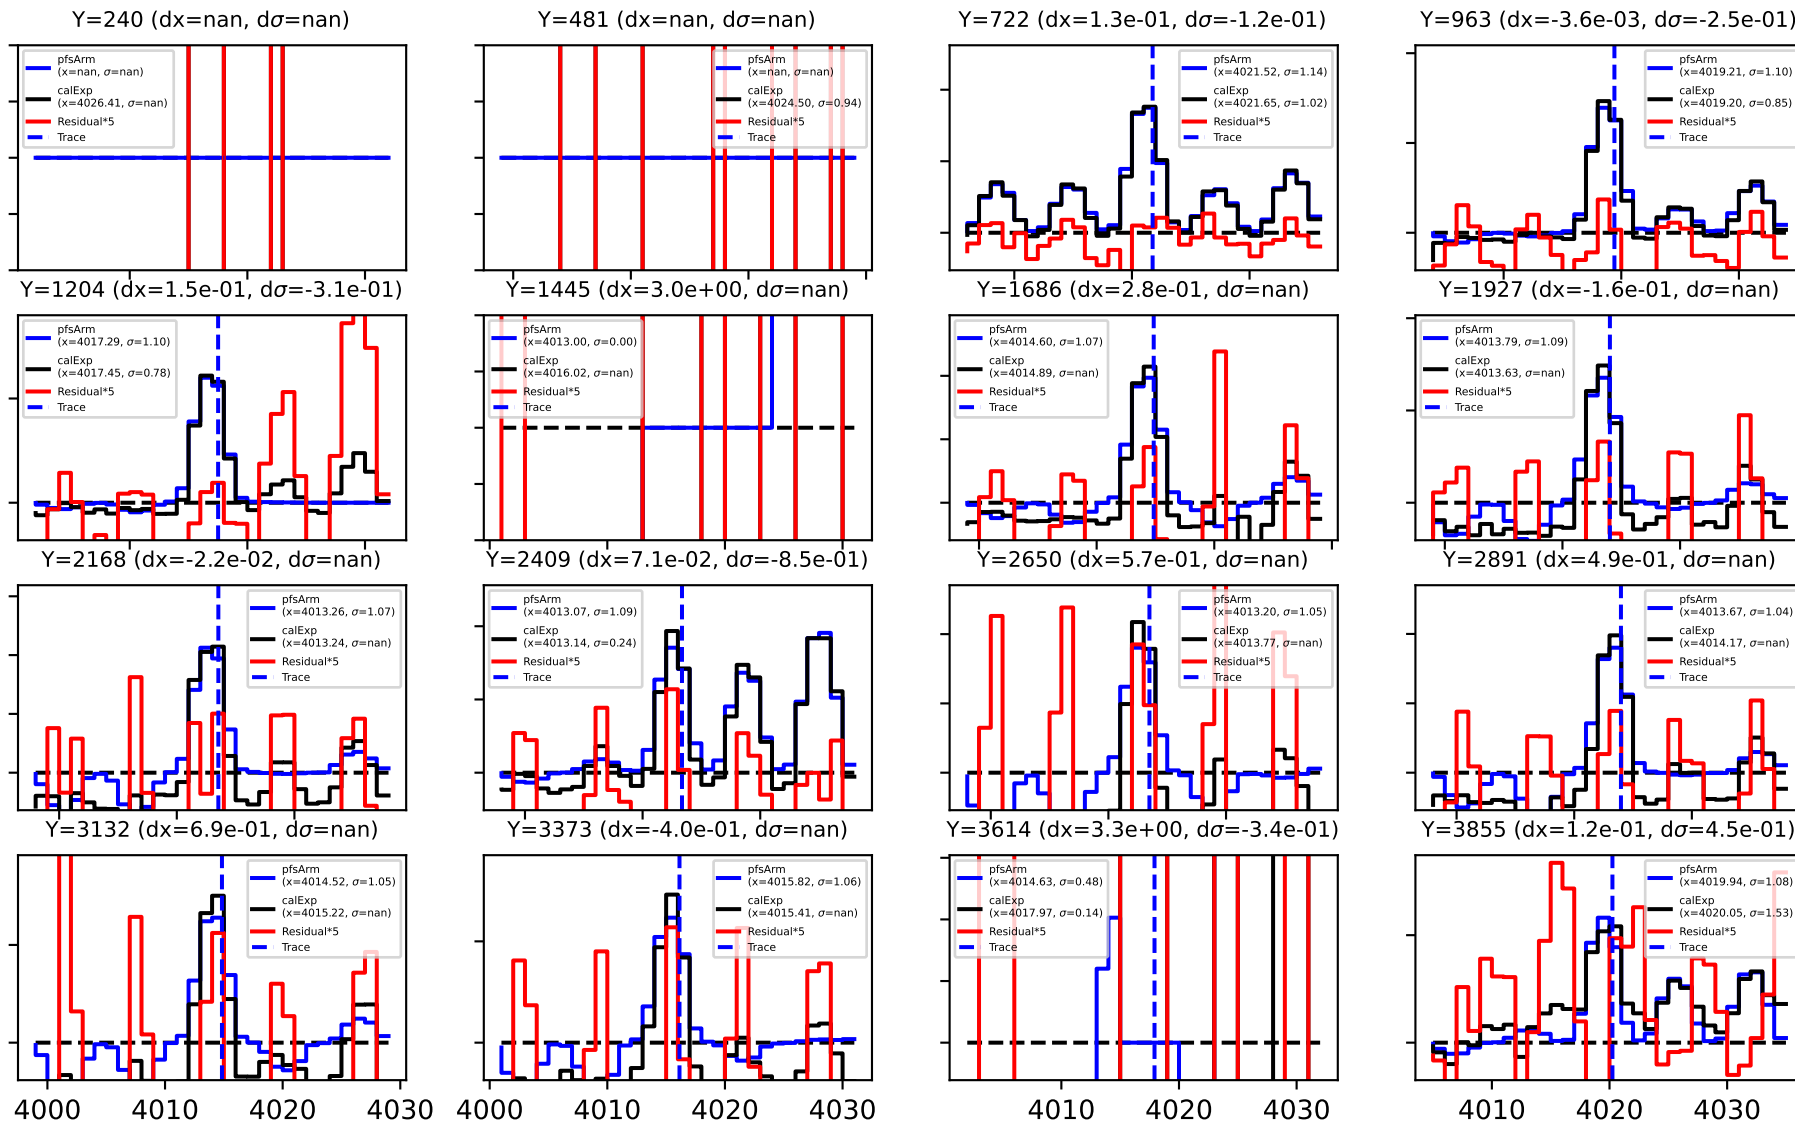 Y=240 (dx=nan, dσ=nan)
pfsArm
(x=nan, σ=nan)
calExp
(x=4026.41, σ=nan)
Residual*5
Trace
Y=481 (dx=nan, dσ=nan)
pfsArm
(x=nan, σ=nan)
calExp
(x=4024.50, σ=0.94)
Residual*5
Trace
Y=722 (dx=1.3e-01, dσ=-1.2e-01)
pfsArm
(x=4021.52, σ=1.14)
calExp
(x=4021.65, σ=1.02)
Residual*5
Trace
Y=963 (dx=-3.6e-03, dσ=-2.5e-01)
pfsArm
(x=4019.21, σ=1.10)
calExp
(x=4019.20, σ=0.85)
Residual*5
Trace
Y=1204 (dx=1.5e-01, dσ=-3.1e-01)
pfsArm
(x=4017.29, σ=1.10)
calExp
(x=4017.45, σ=0.78)
Residual*5
Trace
Y=1445 (dx=3.0e+00, dσ=nan)
pfsArm
(x=4013.00, σ=0.00)
calExp
(x=4016.02, σ=nan)
Residual*5
Trace
Y=1686 (dx=2.8e-01, dσ=nan)
pfsArm
(x=4014.60, σ=1.07)
calExp
(x=4014.89, σ=nan)
Residual*5
Trace
Y=1927 (dx=-1.6e-01, dσ=nan)
pfsArm
(x=4013.79, σ=1.09)
calExp
(x=4013.63, σ=nan)
Residual*5
Trace
Y=2168 (dx=-2.2e-02, dσ=nan)
pfsArm
(x=4013.26, σ=1.07)
calExp
(x=4013.24, σ=nan)
Residual*5
Trace
Y=2409 (dx=7.1e-02, dσ=-8.5e-01)
pfsArm
(x=4013.07, σ=1.09)
calExp
(x=4013.14, σ=0.24)
Residual*5
Trace
Y=2650 (dx=5.7e-01, dσ=nan)
pfsArm
(x=4013.20, σ=1.05)
calExp
(x=4013.77, σ=nan)
Residual*5
Trace
Y=2891 (dx=4.9e-01, dσ=nan)
pfsArm
(x=4013.67, σ=1.04)
calExp
(x=4014.17, σ=nan)
Residual*5
Trace
Y=3132 (dx=6.9e-01, dσ=nan)
pfsArm
(x=4014.52, σ=1.05)
calExp
(x=4015.22, σ=nan)
Residual*5
Trace
Y=3373 (dx=-4.0e-01, dσ=nan)
pfsArm
(x=4015.82, σ=1.06)
calExp
(x=4015.41, σ=nan)
Residual*5
Trace
Y=3614 (dx=3.3e+00, dσ=-3.4e-01)
pfsArm
(x=4014.63, σ=0.48)
calExp
(x=4017.97, σ=0.14)
Residual*5
Trace
Y=3855 (dx=1.2e-01, dσ=4.5e-01)
pfsArm
(x=4019.94, σ=1.08)
calExp
(x=4020.05, σ=1.53)
Residual*5
Trace
4000 4010 4020 4030
4000 4010 4020 4030
4010 4020 4030
4010 4020 4030